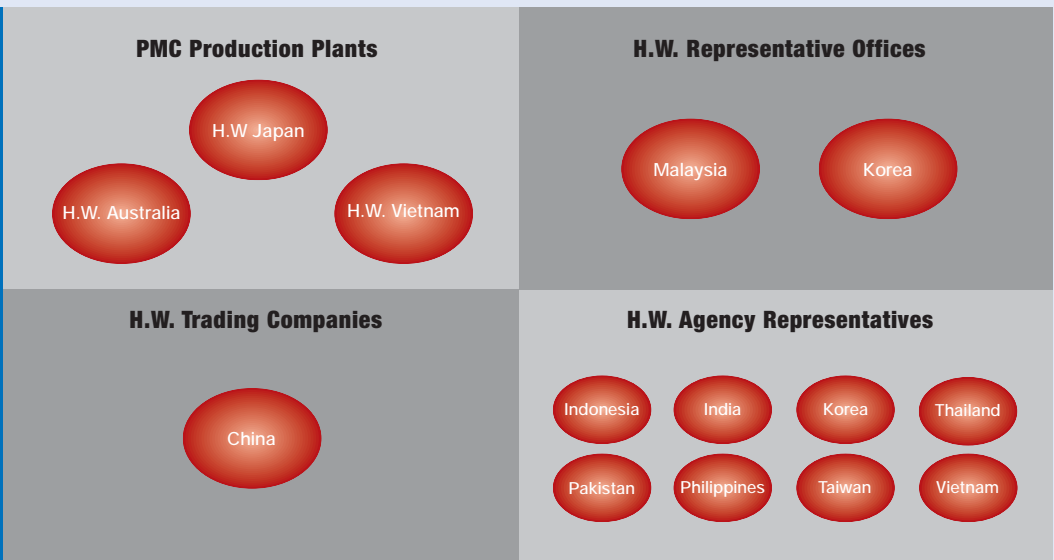 PMC Production Plants
H.W Japan
H.W. Australia
H.W. Vietnam
H.W. Representative Offices
Malaysia
Korea
H.W. Trading Companies
China
H.W. Agency Representatives
Indonesia
India
Korea
Thailand
Pakistan
Philippines
Taiwan
Vietnam